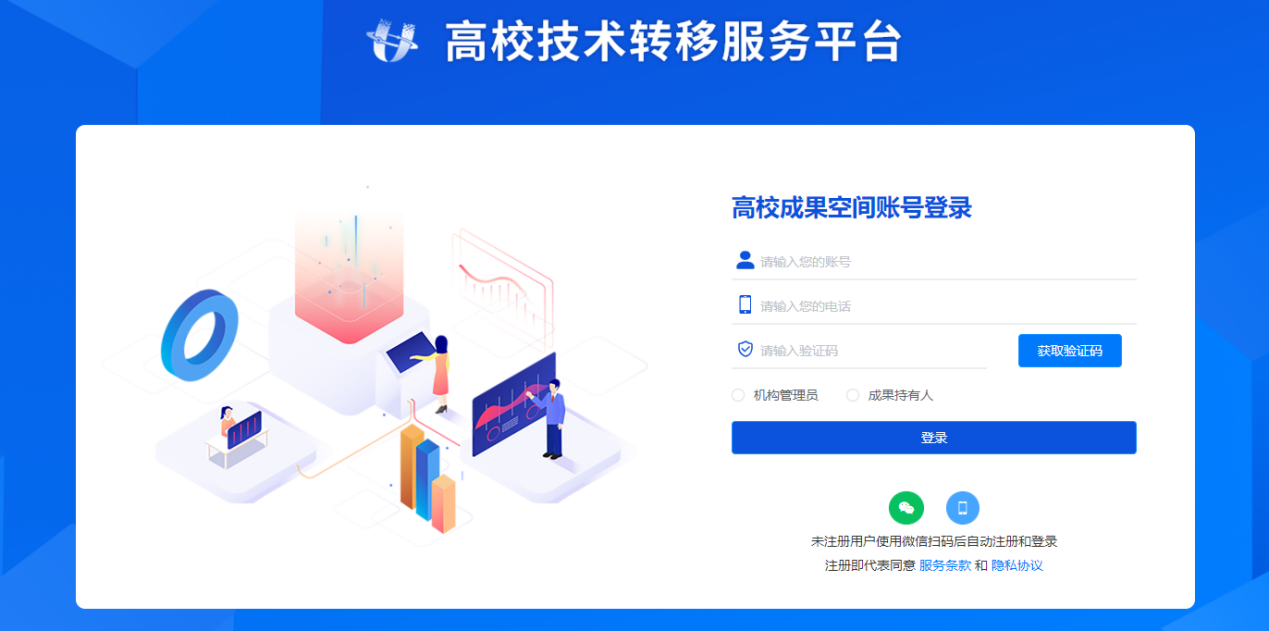 高校技术转移服务平台
高校成果空间账号登录
请输入您的账号
请输入您的电话
请输入验证码
获取验证码
机构管理员 成果持有人
登录
未注册用户使用微信扫码后自动注册和登录
注册即代表同意 服务条款 和 隐私协议